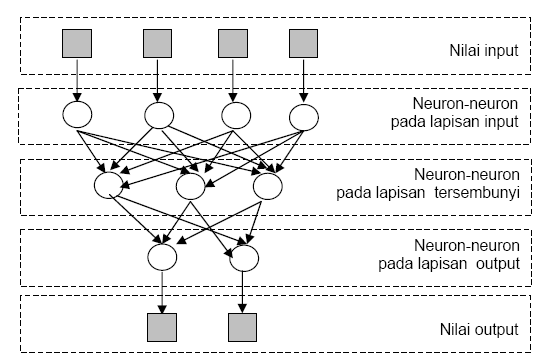 Nilai input
Neuron-neuron
pada lapisan input
Neuron-neuron
pada lapisan tersembunyi
Neuron-neuron
pada lapisan output
Nilai output